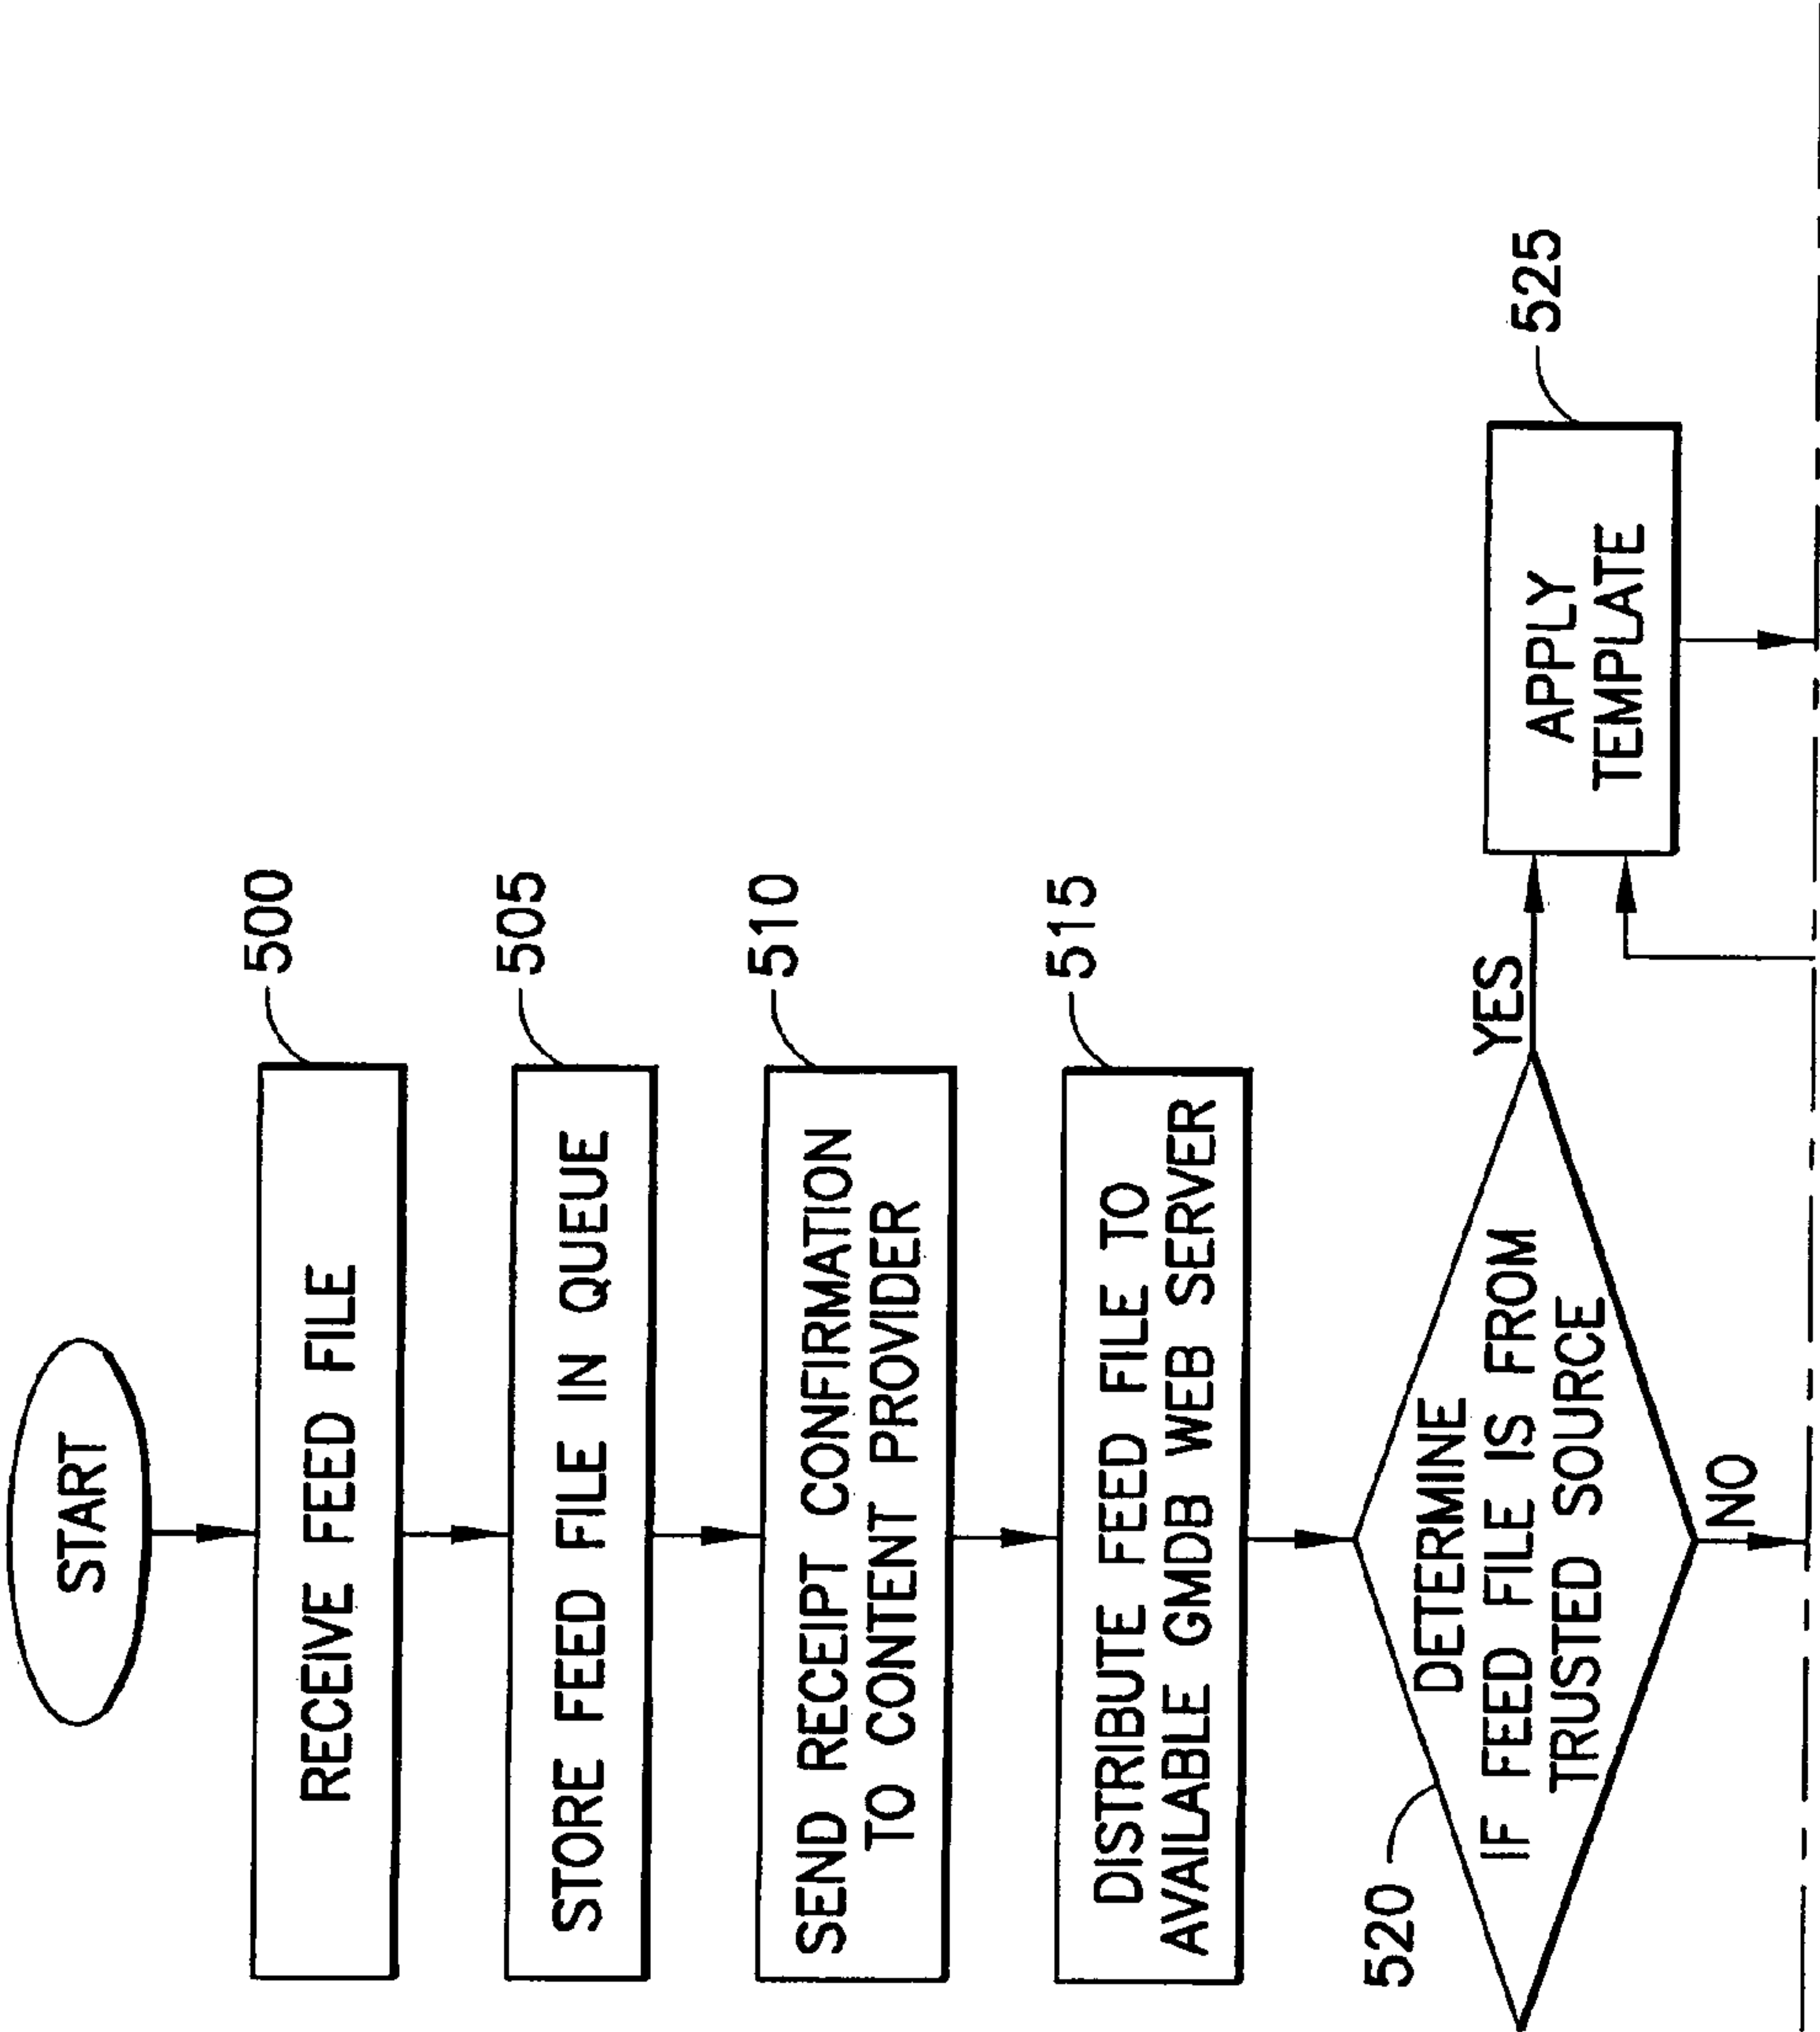 START
500
RECEIVE FEED FILE
505
STORE FEED FILE IN QUEUE
510
SEND RECEIPT CONFIRMATION
TO CONTENT PROVIDER
515
DISTRIBUTE FEED FILE TO
AVAILABLE GMDB WEB SERVER
520
DETERMINE
IF FEED FILE IS FROM
TRUSTED SOURCE
YES
NO
525
APPLY
TEMPLATE